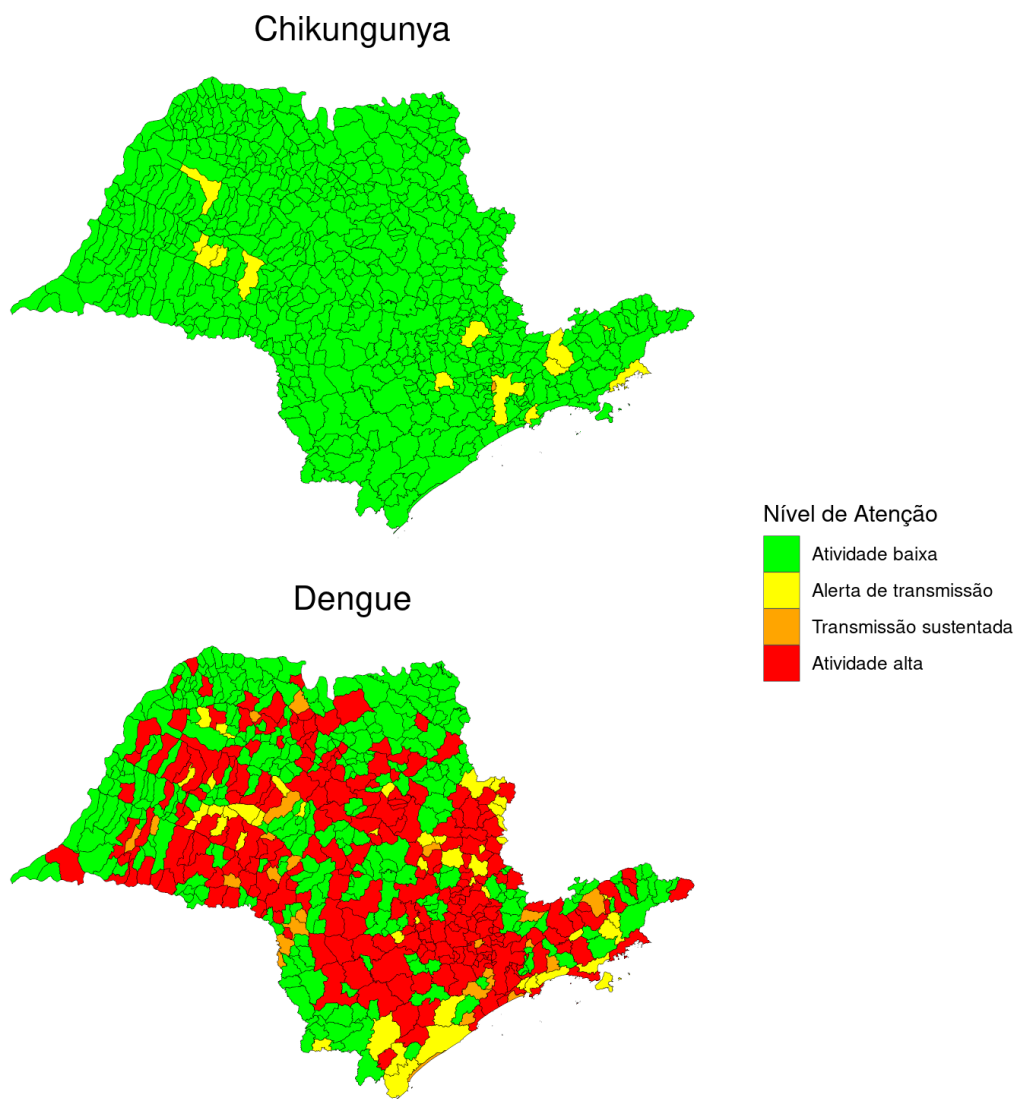 Chikungunya
Nível de Atenção
Atividade baixa
Alerta de transmissão
Transmissão sustentada
Atividade alta
Dengue